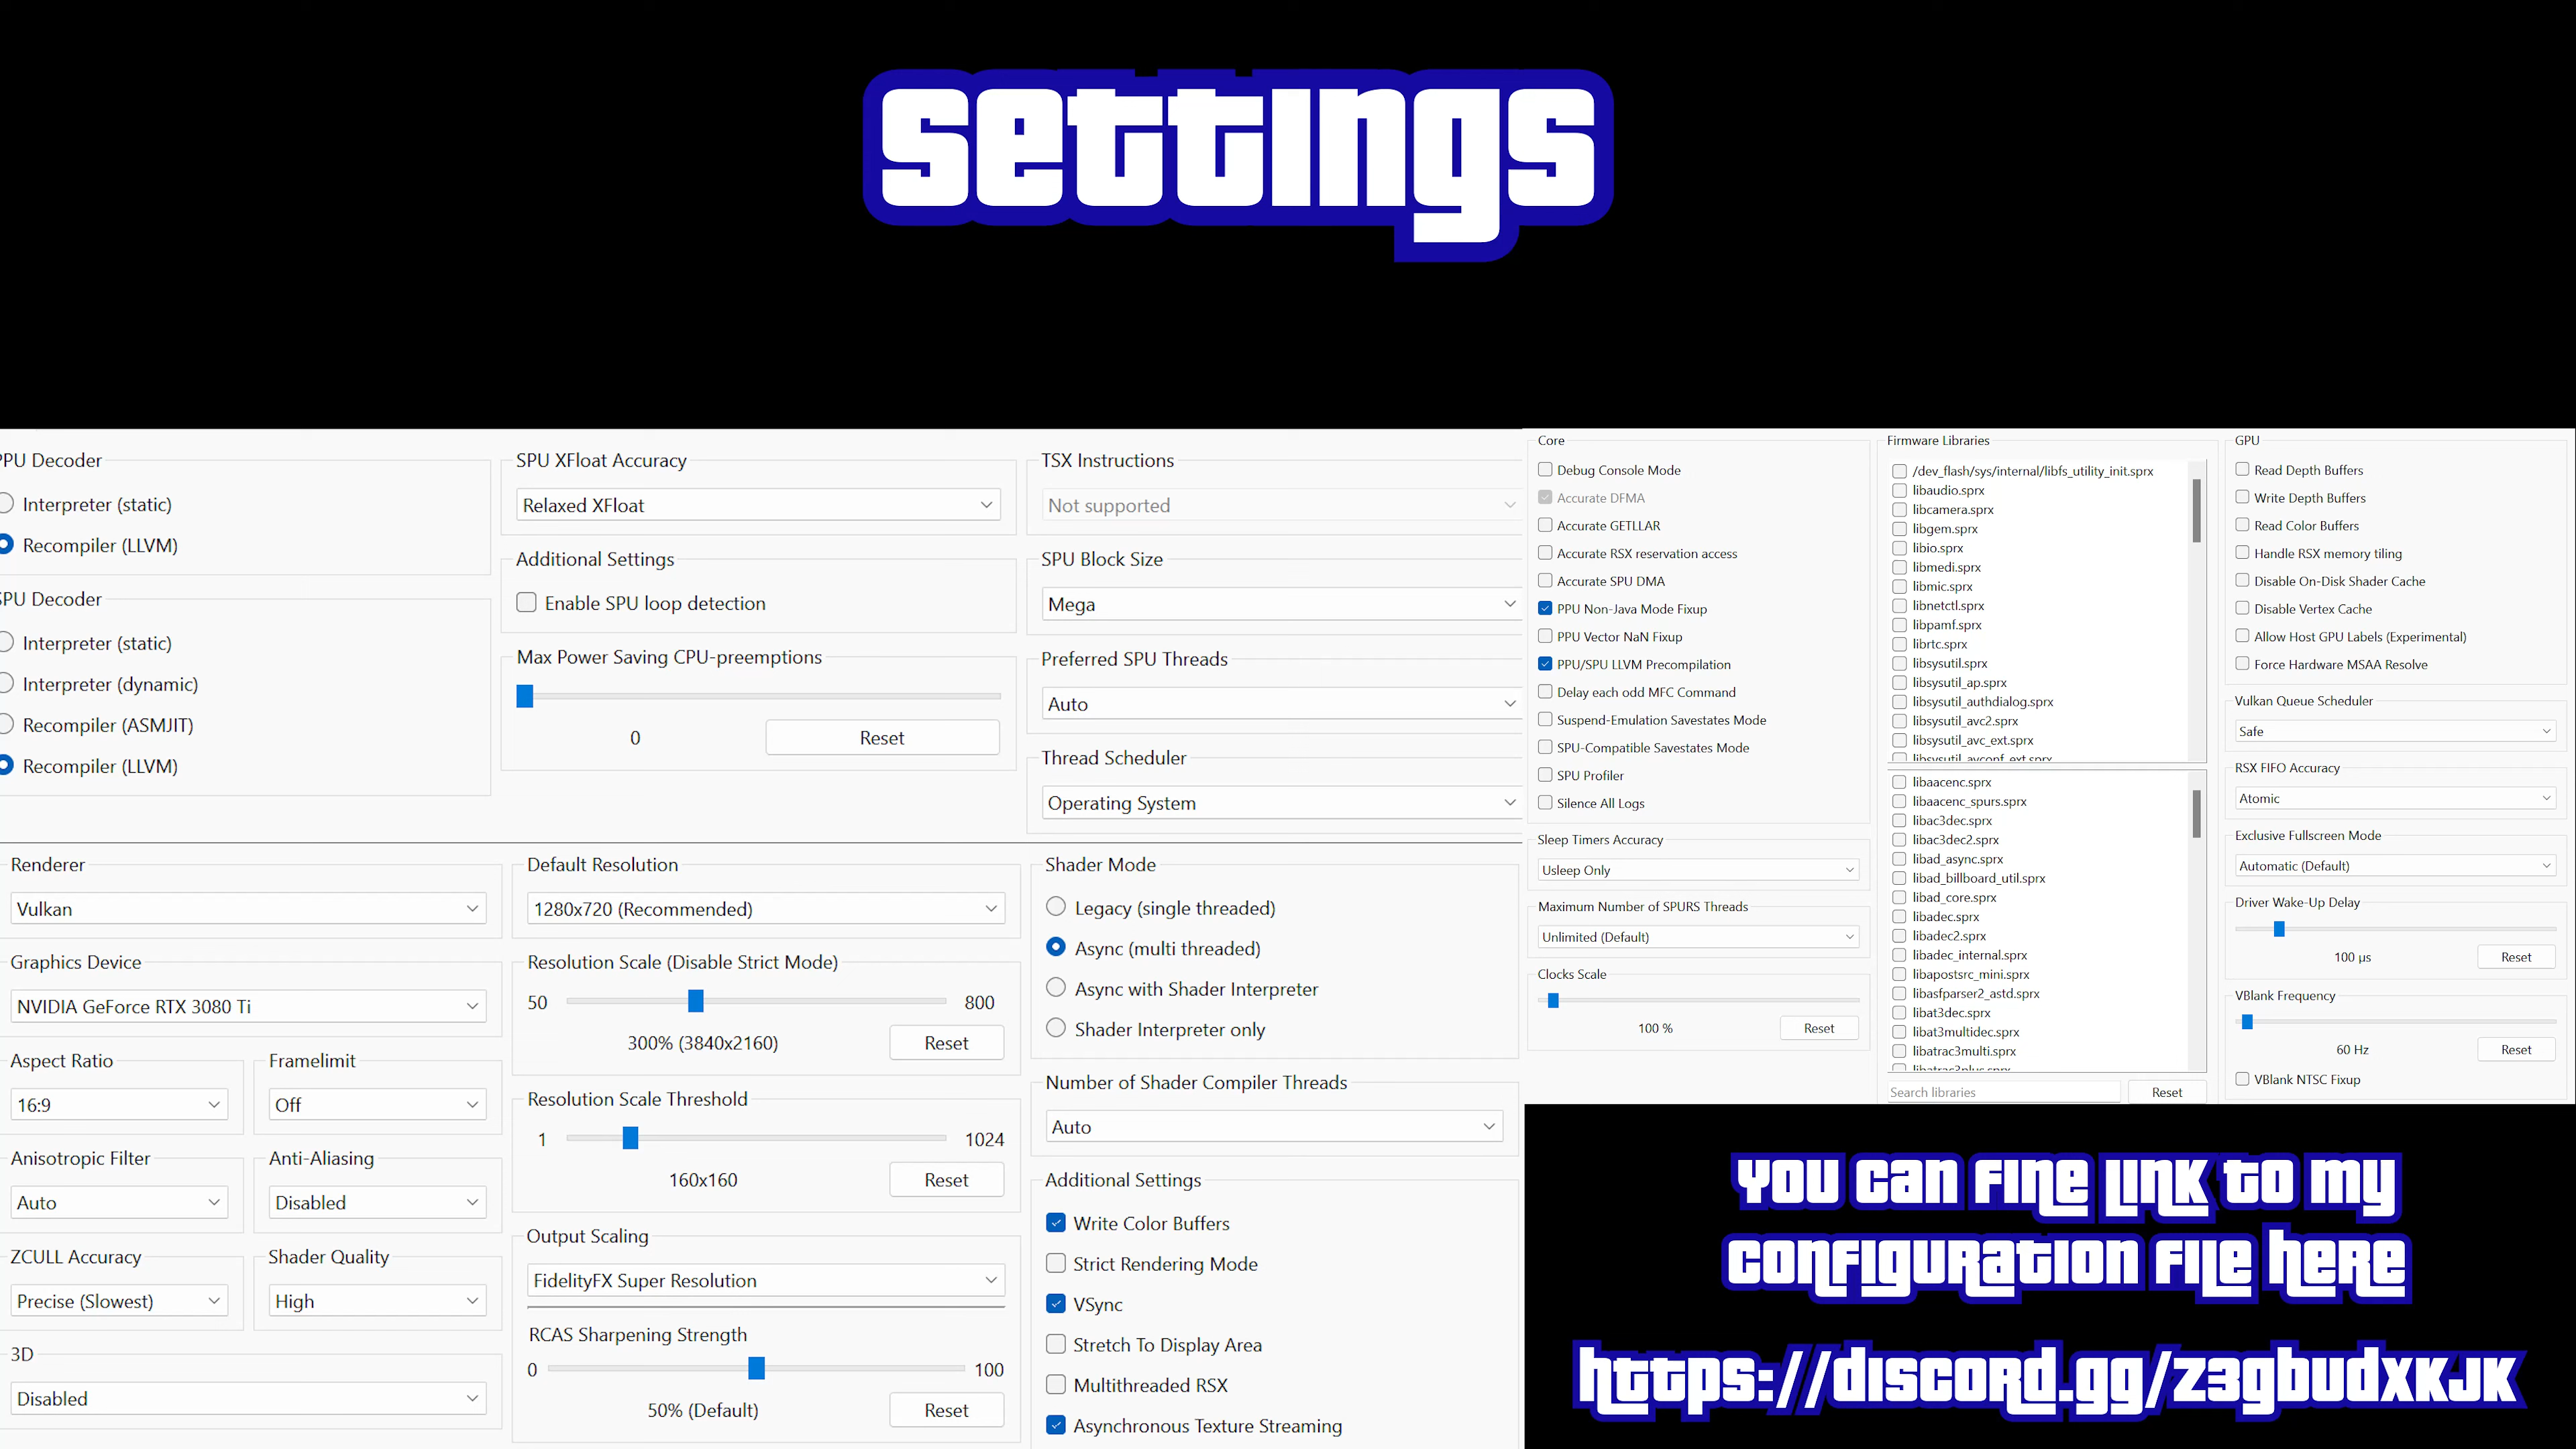 settings
PPU Decoder
Interpreter (static)
Recompiler (LLVM)
SPU Decoder
Interpreter (static)
Interpreter (dynamic)
Recompiler (ASMJIT)
Recompiler (LLVM)
SPU XFloat Accuracy
Relaxed XFloat
Additional Settings
Enable SPU loop detection
Max Power Saving CPU-preemptions
0
Reset
TSX Instructions
Not supported
SPU Block Size
Mega
Preferred SPU Threads
Auto
Thread Scheduler
Operating System
Core
Debug Console Mode
Accurate DFMA
Accurate GETLLAR
Accurate RSX reservation access
Accurate SPU DMA
PPU Non-Java Mode Fixup
PPU Vector NaN Fixup
PPU/SPU LLVM Precompilation
Delay each odd MFC Command
Suspend-Emulation Savestates Mode
SPU-Compatible Savestates Mode
SPU Profiler
Silence All Logs
Sleep Timers Accuracy
Usleep Only
Maximum Number of SPURS Threads
Unlimited (Default)
Clocks Scale
100 %
Reset
Firmware Libraries
/dev_flash/sys/internal/libfs_utility_init.sprx
libaudio.sprx
libcamera.sprx
libgem.sprx
libio.sprx
libmedi.sprx
libmic.sprx
libnetctl.sprx
libpamf.sprx
librtc.sprx
libsysutil.sprx
libsysutil_ap.sprx
libsysutil_authdialog.sprx
libsysutil_avc2.sprx
libsysutil_avc_ext.sprx
libsysutil_avconf_ext.sprx
libaacenc.sprx
libaacenc_spurs.sprx
libac3dec.sprx
libac3dec2.sprx
libad_async.sprx
libad_billboard_util.sprx
libad_core.sprx
libadec.sprx
libadec2.sprx
libadec_internal.sprx
libapostsrc_mini.sprx
libasfparser2_astd.sprx
libat3dec.sprx
libat3multidec.sprx
libatrac3multi.sprx
libatrac3plus.sprx
Search libraries
Reset
GPU
Read Depth Buffers
Write Depth Buffers
Read Color Buffers
Handle RSX memory tiling
Disable On-Disk Shader Cache
Disable Vertex Cache
Allow Host GPU Labels (Experimental)
Force Hardware MSAA Resolve
Vulkan Queue Scheduler
Safe
RSX FIFO Accuracy
Atomic
Exclusive Fullscreen Mode
Automatic (Default)
Driver Wake-Up Delay
100 µs
Reset
VBlank Frequency
60 Hz
Reset
VBlank NTSC Fixup
Renderer
Vulkan
Graphics Device
NVIDIA GeForce RTX 3080 Ti
Aspect Ratio
16:9
Framelimit
Off
Anisotropic Filter
Auto
Anti-Aliasing
Disabled
ZCULL Accuracy
Precise (Slowest)
Shader Quality
High
3D
Disabled
Default Resolution
1280x720 (Recommended)
Resolution Scale (Disable Strict Mode)
50
800
300% (3840x2160)
Reset
Resolution Scale Threshold
1
1024
160x160
Reset
Output Scaling
FidelityFX Super Resolution
RCAS Sharpening Strength
0
100
50% (Default)
Reset
Shader Mode
Legacy (single threaded)
Async (multi threaded)
Async with Shader Interpreter
Shader Interpreter only
Number of Shader Compiler Threads
Auto
Additional Settings
Write Color Buffers
Strict Rendering Mode
VSync
Stretch To Display Area
Multithreaded RSX
Asynchronous Texture Streaming
you can fine link to my
configuration file here
https://discord.gg/z3gbudxkjk